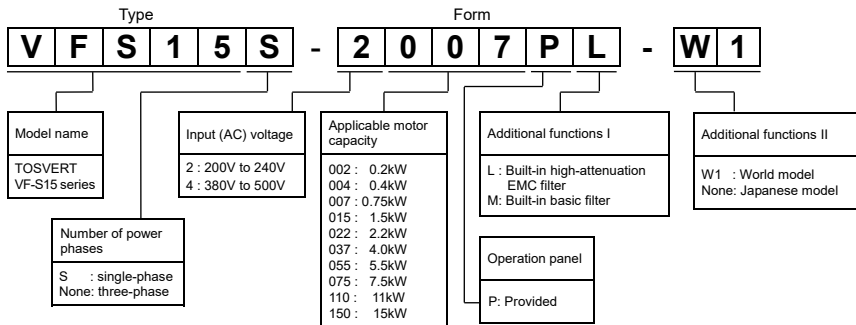 Type
Form
V F S 1 5 S - 2 0 0 7 P L - W 1
Model name
TOSVERT
VF-S15 series
Number of power
phases
S : single-phase
None: three-phase
Input (AC) voltage
2 : 200V to 240V
4 : 380V to 500V
Applicable motor
capacity
002 : 0.2kW
004 : 0.4kW
007 : 0.75kW
015 : 1.5kW
022 : 2.2kW
037 : 4.0kW
055 : 5.5kW
075 : 7.5kW
110 : 11kW
150 : 15kW
Additional functions I
L : Built-in high-attenuation
EMC filter
M: Built-in basic filter
Operation panel
P: Provided
Additional functions II
W1 : World model
None: Japanese model